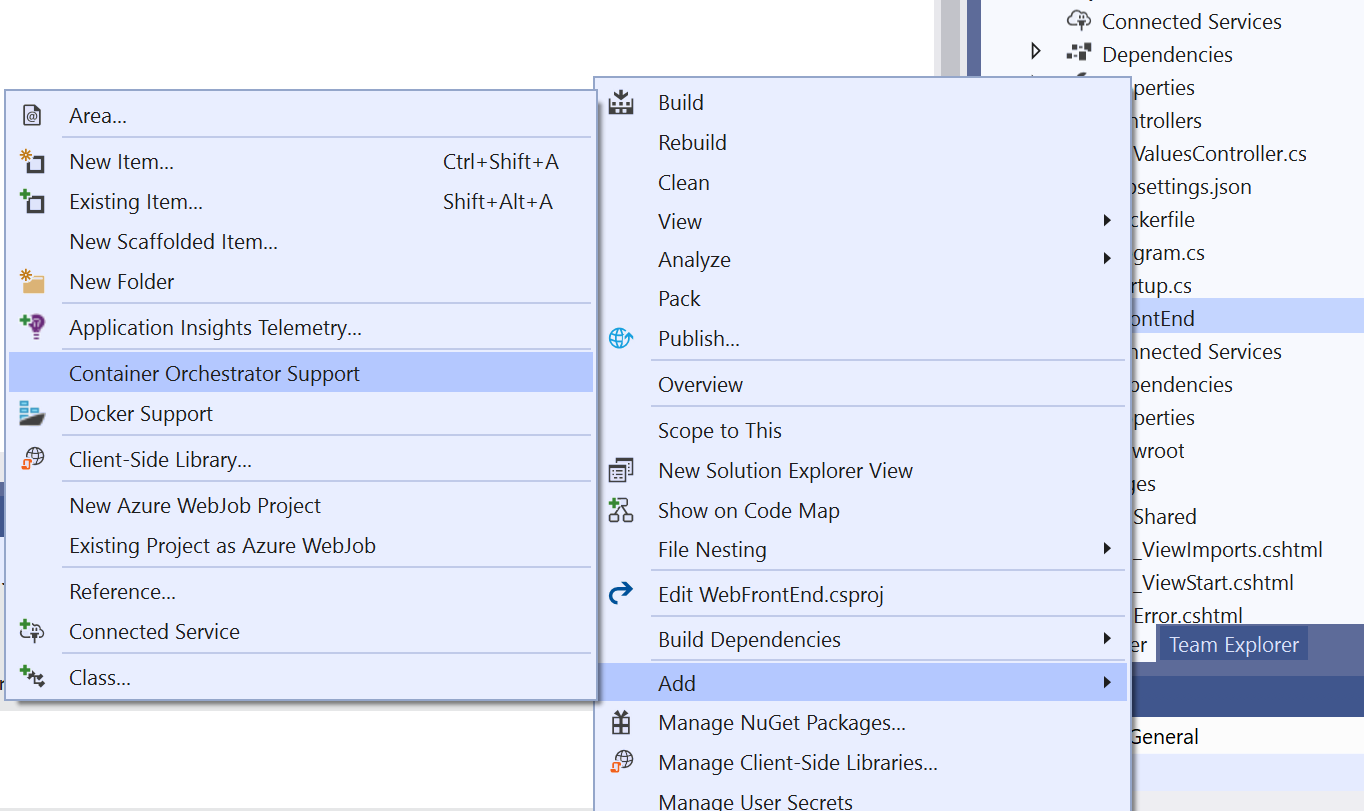 Area...
New Item... Ctrl+Shift+A
Existing Item... Shift+Alt+A
New Scaffolded Item...
New Folder
Application Insights Telemetry...
Container Orchestrator Support
Docker Support
Client-Side Library...
New Azure WebJob Project
Existing Project as Azure WebJob
Reference...
Connected Service
Class...
Build
Rebuild
Clean
View
Analyze
Pack
Publish...
Overview
Scope to This
New Solution Explorer View
Show on Code Map
File Nesting
Edit WebFrontEnd.csproj
Build Dependencies
Add
Manage NuGet Packages...
Manage Client-Side Libraries...
Manage User Secrets
Connected Services
Dependencies
perties
ntrollers
ValuesController.cs
psettings.json
ckerfile
gram.cs
rtup.cs
ontEnd
nnected Services
pendencies
perties
wroot
ges
Shared
_ViewImports.cshtml
_ViewStart.cshtml
Error.cshtml
er Team Explorer
General